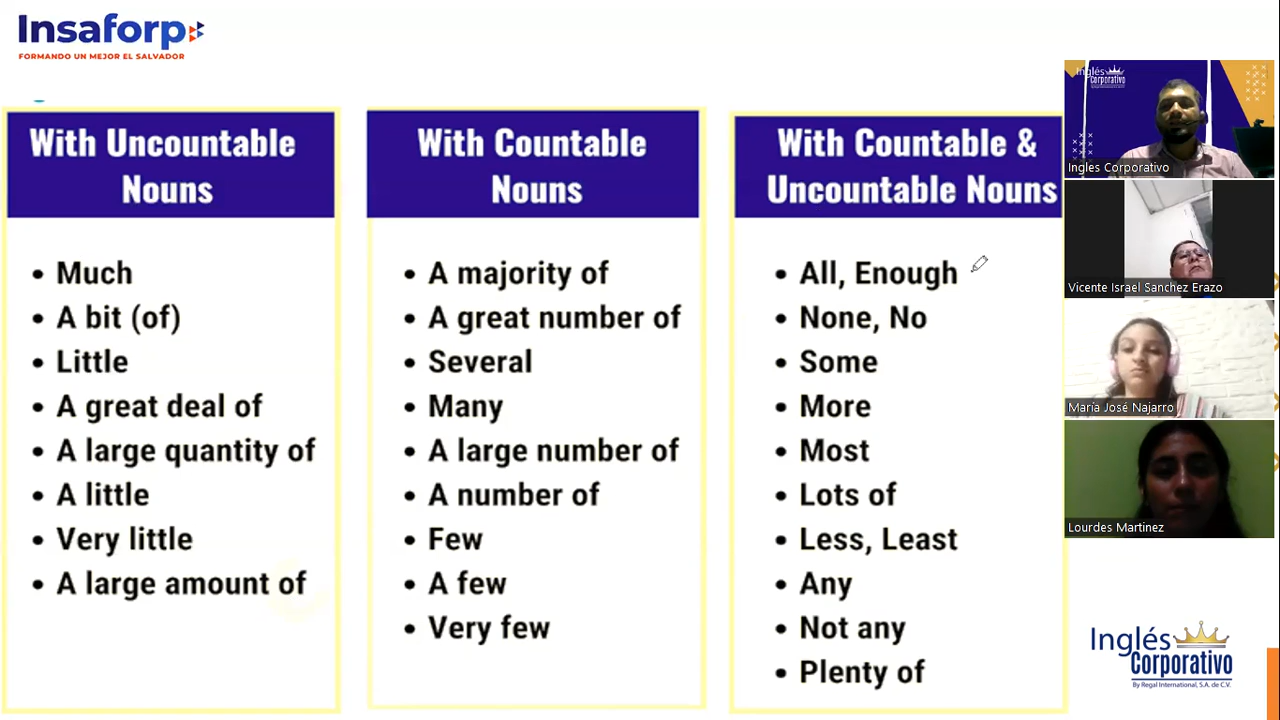 Insaforp
FORMANDO UN MEJOR EL SALVADOR
With Uncountable
Nouns
• Much
• A bit (of)
• Little
• A great deal of
• A large quantity of
• A little
• Very little
• A large amount of
With Countable
Nouns
• A majority of
• A great number of
• Several
• Many
• A large number of
• A number of
• Few
• A few
• Very few
With Countable &
Uncountable Nouns
• All, Enough
• None, No
• Some
• More
• Most
• Lots of
• Less, Least
• Any
• Not any
• Plenty of
Inglés
Corporativo
Ingles Corporativo
Vicente Israel Sanchez Erazo
María José Najarro
Lourdes Martinez
Inglés
Corporativo
By Regal International, S.A. de C.V.